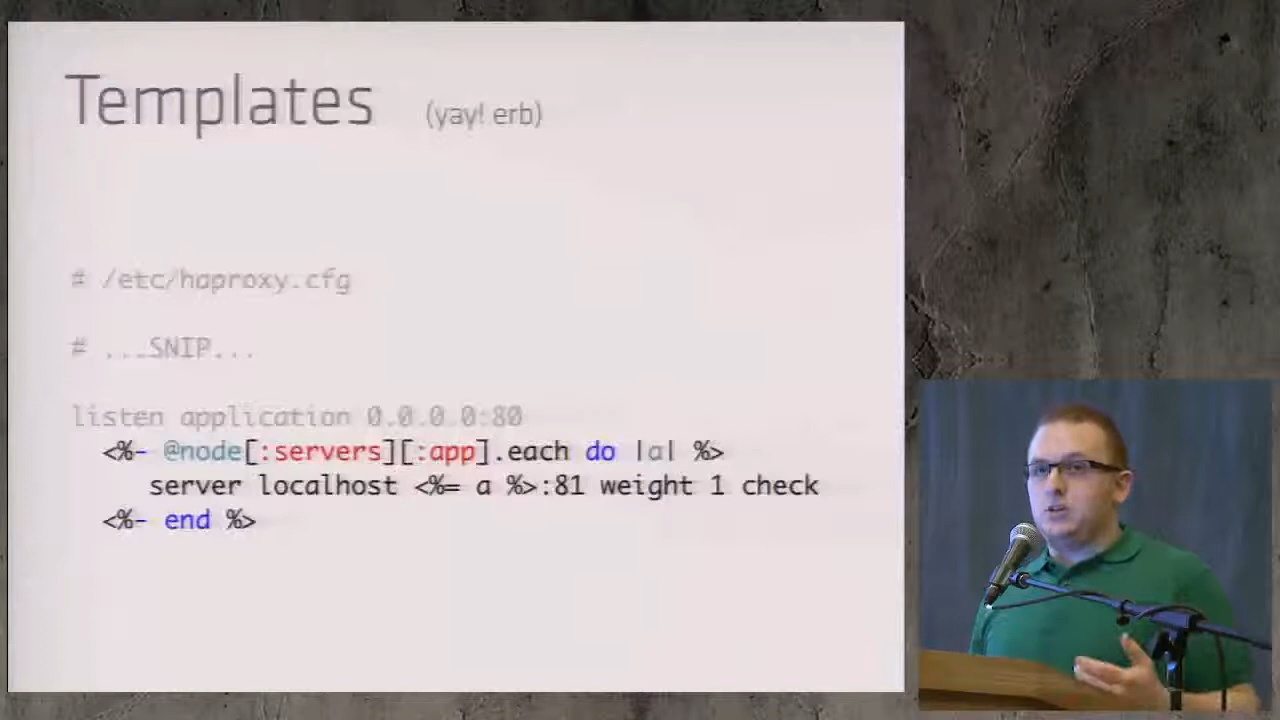 Templates (yay! erb)
# /etc/haproxy.cfg
# ...SNIP...
listen application 0.0.0.0:80
<%- @node[:servers][:app].each do |a| %>
server localhost <%= a %>:81 weight 1 check
<%- end %>